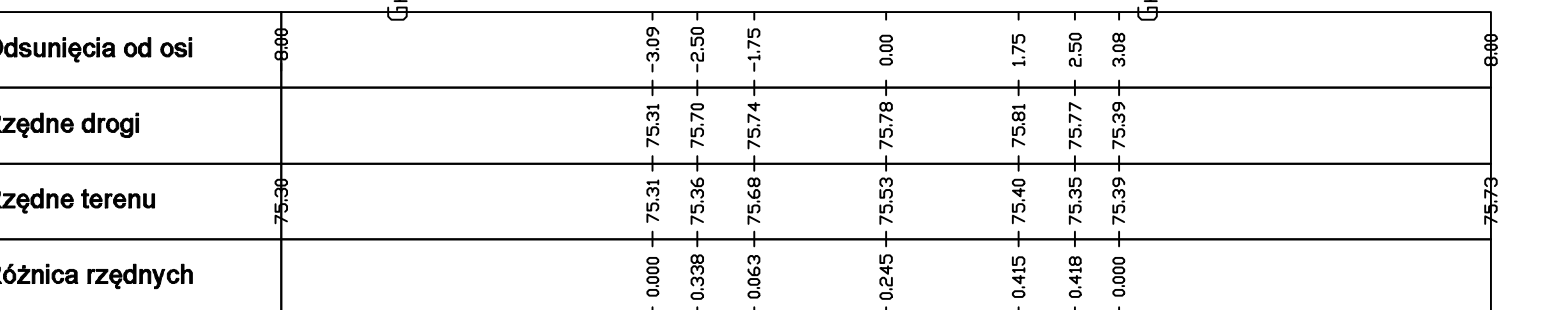 Odsunięcia od osi 8.00 -3.09 -2.50 -1.75 0.00 1.75 2.50 3.08 8.00
Rzędne drogi 75.31 75.70 75.74 75.78 75.81 75.77 75.39
Rzędne terenu 75.30 75.31 75.36 75.68 75.53 75.40 75.35 75.39 75.73
Różnica rzędnych 0.000 0.338 0.063 0.245 0.415 0.418 0.000